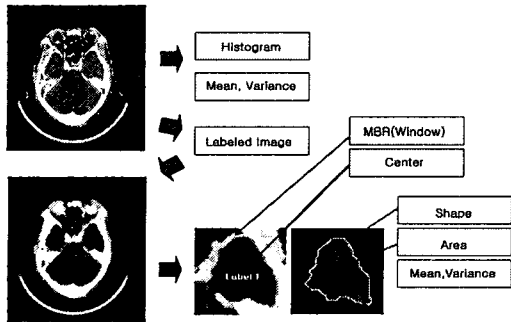 Histogram
Mean, Variance
Labeled Image
MBR(Window)
Center
Shape
Area
Mean,Variance
Label 1